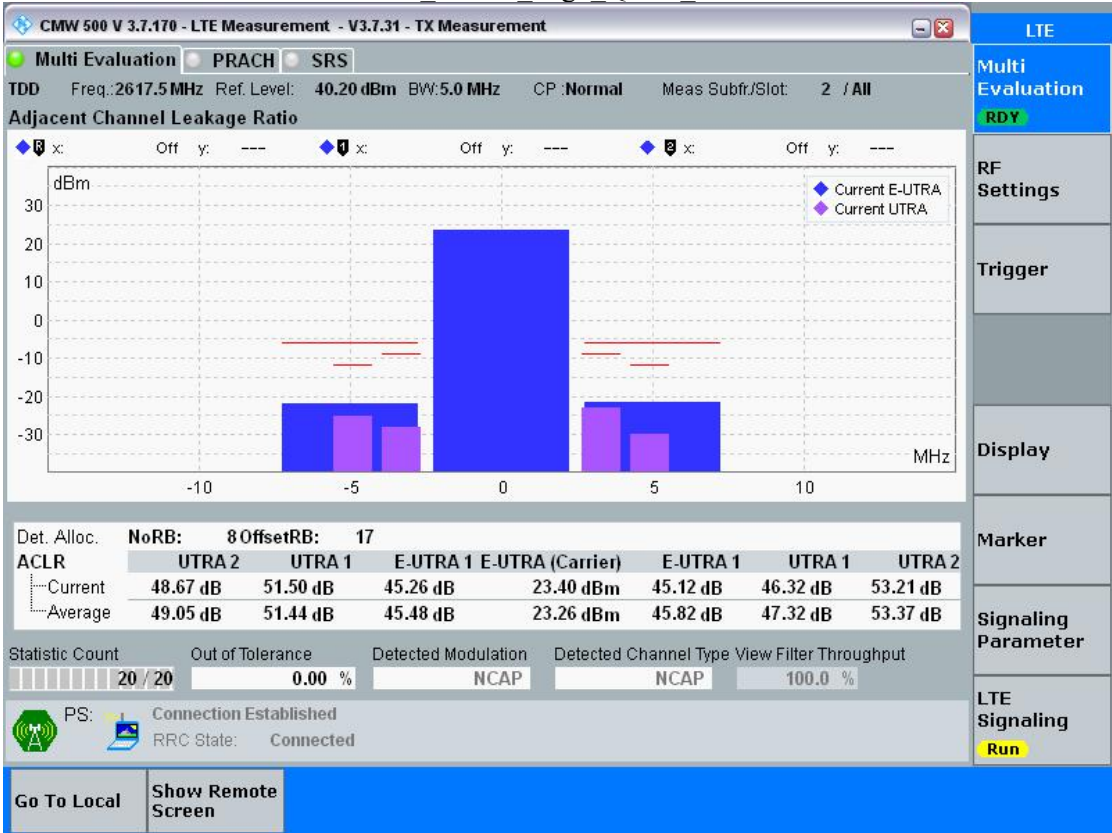 CMW 500 V 3.7.170 - LTE Measurement - V3.7.31 - TX Measurement
LTE
Multi Evaluation PRACH SRS
Multi Evaluation
RDY
TDD Freq.:2617.5 MHz Ref. Level: 40.20 dBm BW:5.0 MHz CP :Normal Meas Subfr./Slot: 2 / All
Adjacent Channel Leakage Ratio
R x: Off y: --- 1 x: Off y: --- 2 x: Off y: ---
dBm
Current E-UTRA
Current UTRA
30
20
10
0
-10
-20
-30
MHz
-10 -5 0 5 10
RF Settings
Trigger
Display
Marker
Signaling Parameter
LTE Signaling
Run
Det. Alloc. NoRB: 8 OffsetRB: 17
ACLR UTRA 2 UTRA 1 E-UTRA 1 E-UTRA (Carrier) E-UTRA 1 UTRA 1 UTRA 2
Current 48.67 dB 51.50 dB 45.26 dB 23.40 dBm 45.12 dB 46.32 dB 53.21 dB
Average 49.05 dB 51.44 dB 45.48 dB 23.26 dBm 45.82 dB 47.32 dB 53.37 dB
Statistic Count Out of Tolerance Detected Modulation Detected Channel Type View Filter Throughput
20 / 20 0.00 % NCAP NCAP 100.0 %
PS: Connection Established
RRC State: Connected
Go To Local
Show Remote Screen